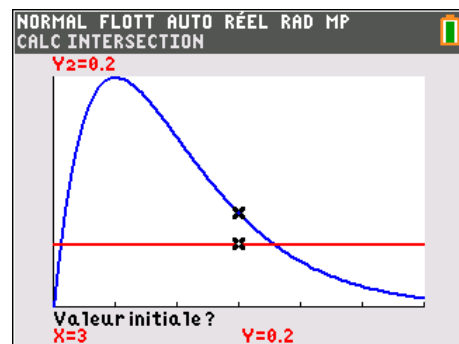 NORMAL FLOTT AUTO RÉEL RAD MP
CALC INTERSECTION
Y2=0.2
Valeur initiale?
X=3 Y=0.2